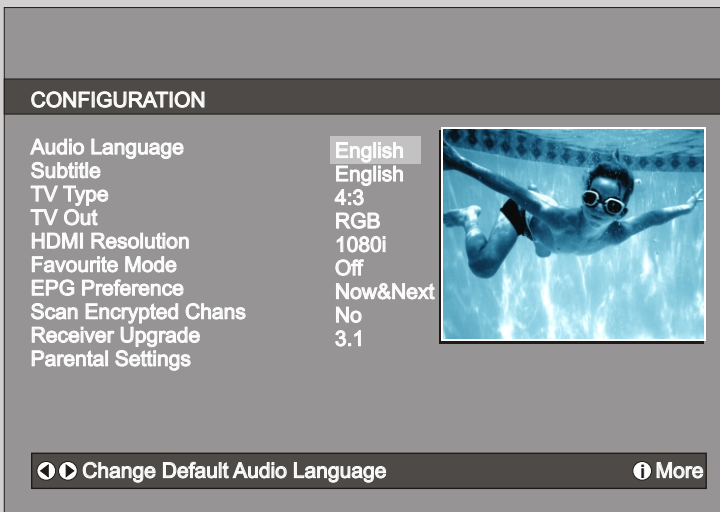 CONFIGURATION
Audio Language English
Subtitle English
TV Type 4:3
TV Out RGB
HDMI Resolution 1080i
Favourite Mode Off
EPG Preference Now&Next
Scan Encrypted Chans No
Receiver Upgrade 3.1
Parental Settings
Change Default Audio Language i More